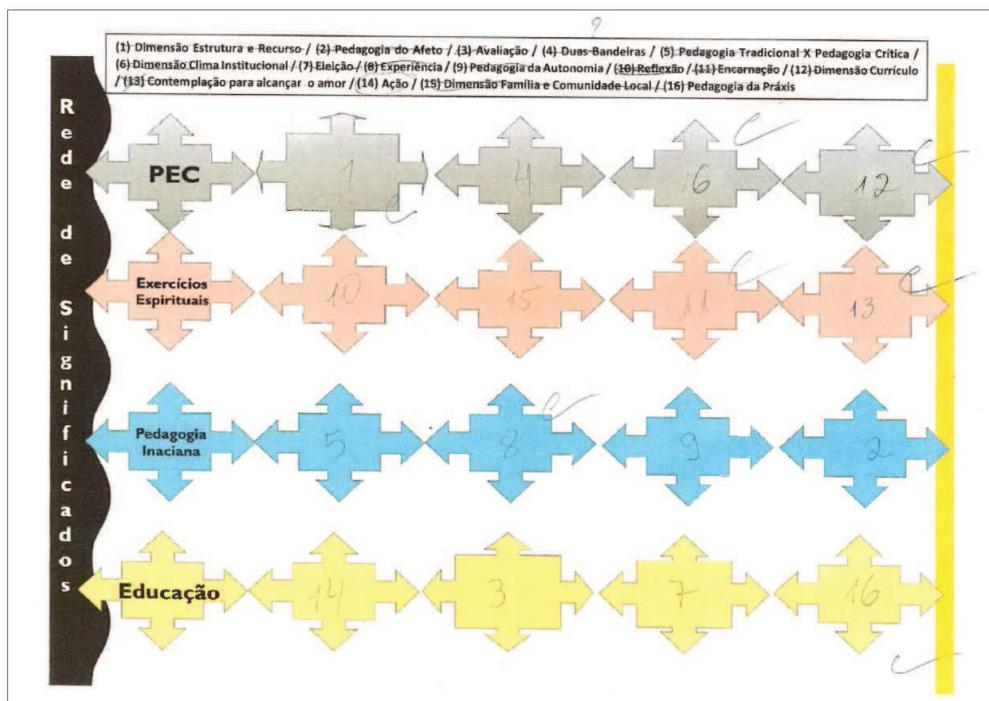 (1) Dimensão Estrutura e Recurso / (2) Pedagogia do Afeto / (3) Avaliação / (4) Duas Bandeiras / (5) Pedagogia Tradicional X Pedagogia Crítica /
(6) Dimensão Clima Institucional / (7) Eleição / (8) Experiência / (9) Pedagogia da Autonomia / (10) Reflexão / (11) Encarnação / (12) Dimensão Currículo
/ (13) Contemplação para alcançar o amor / (14) Ação / (15) Dimensão Família e Comunidade Local / (16) Pedagogia da Práxis
Rede de Significados
PEC 1 4 6 12
Exercícios
Espirituais 10 15 11 13
Pedagogia
Inaciana 5 8 9 2
Educação 14 3 7 16